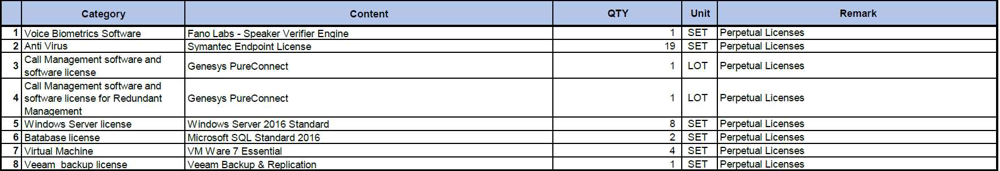 Category Content QTY Unit Remark
1 Voice Biometrics Software Fano Labs - Speaker Verifier Engine 1 SET Perpetual Licenses
2 Anti Virus Symantec Endpoint License 19 SET Perpetual Licenses
3 Call Management software and
software license Genesys PureConnect 1 LOT Perpetual Licenses
4 Call Management software and
software license for Redundant
Management Genesys PureConnect 1 LOT Perpetual Licenses
5 Windows Server license Windows Server 2016 Standard 8 SET Perpetual Licenses
6 Batabase license Microsoft SQL Standard 2016 2 SET Perpetual Licenses
7 Virtual Machine VM Ware 7 Essential 4 SET Perpetual Licenses
8 Veeam  backup license Veeam Backup & Replication 1 SET Perpetual Licenses